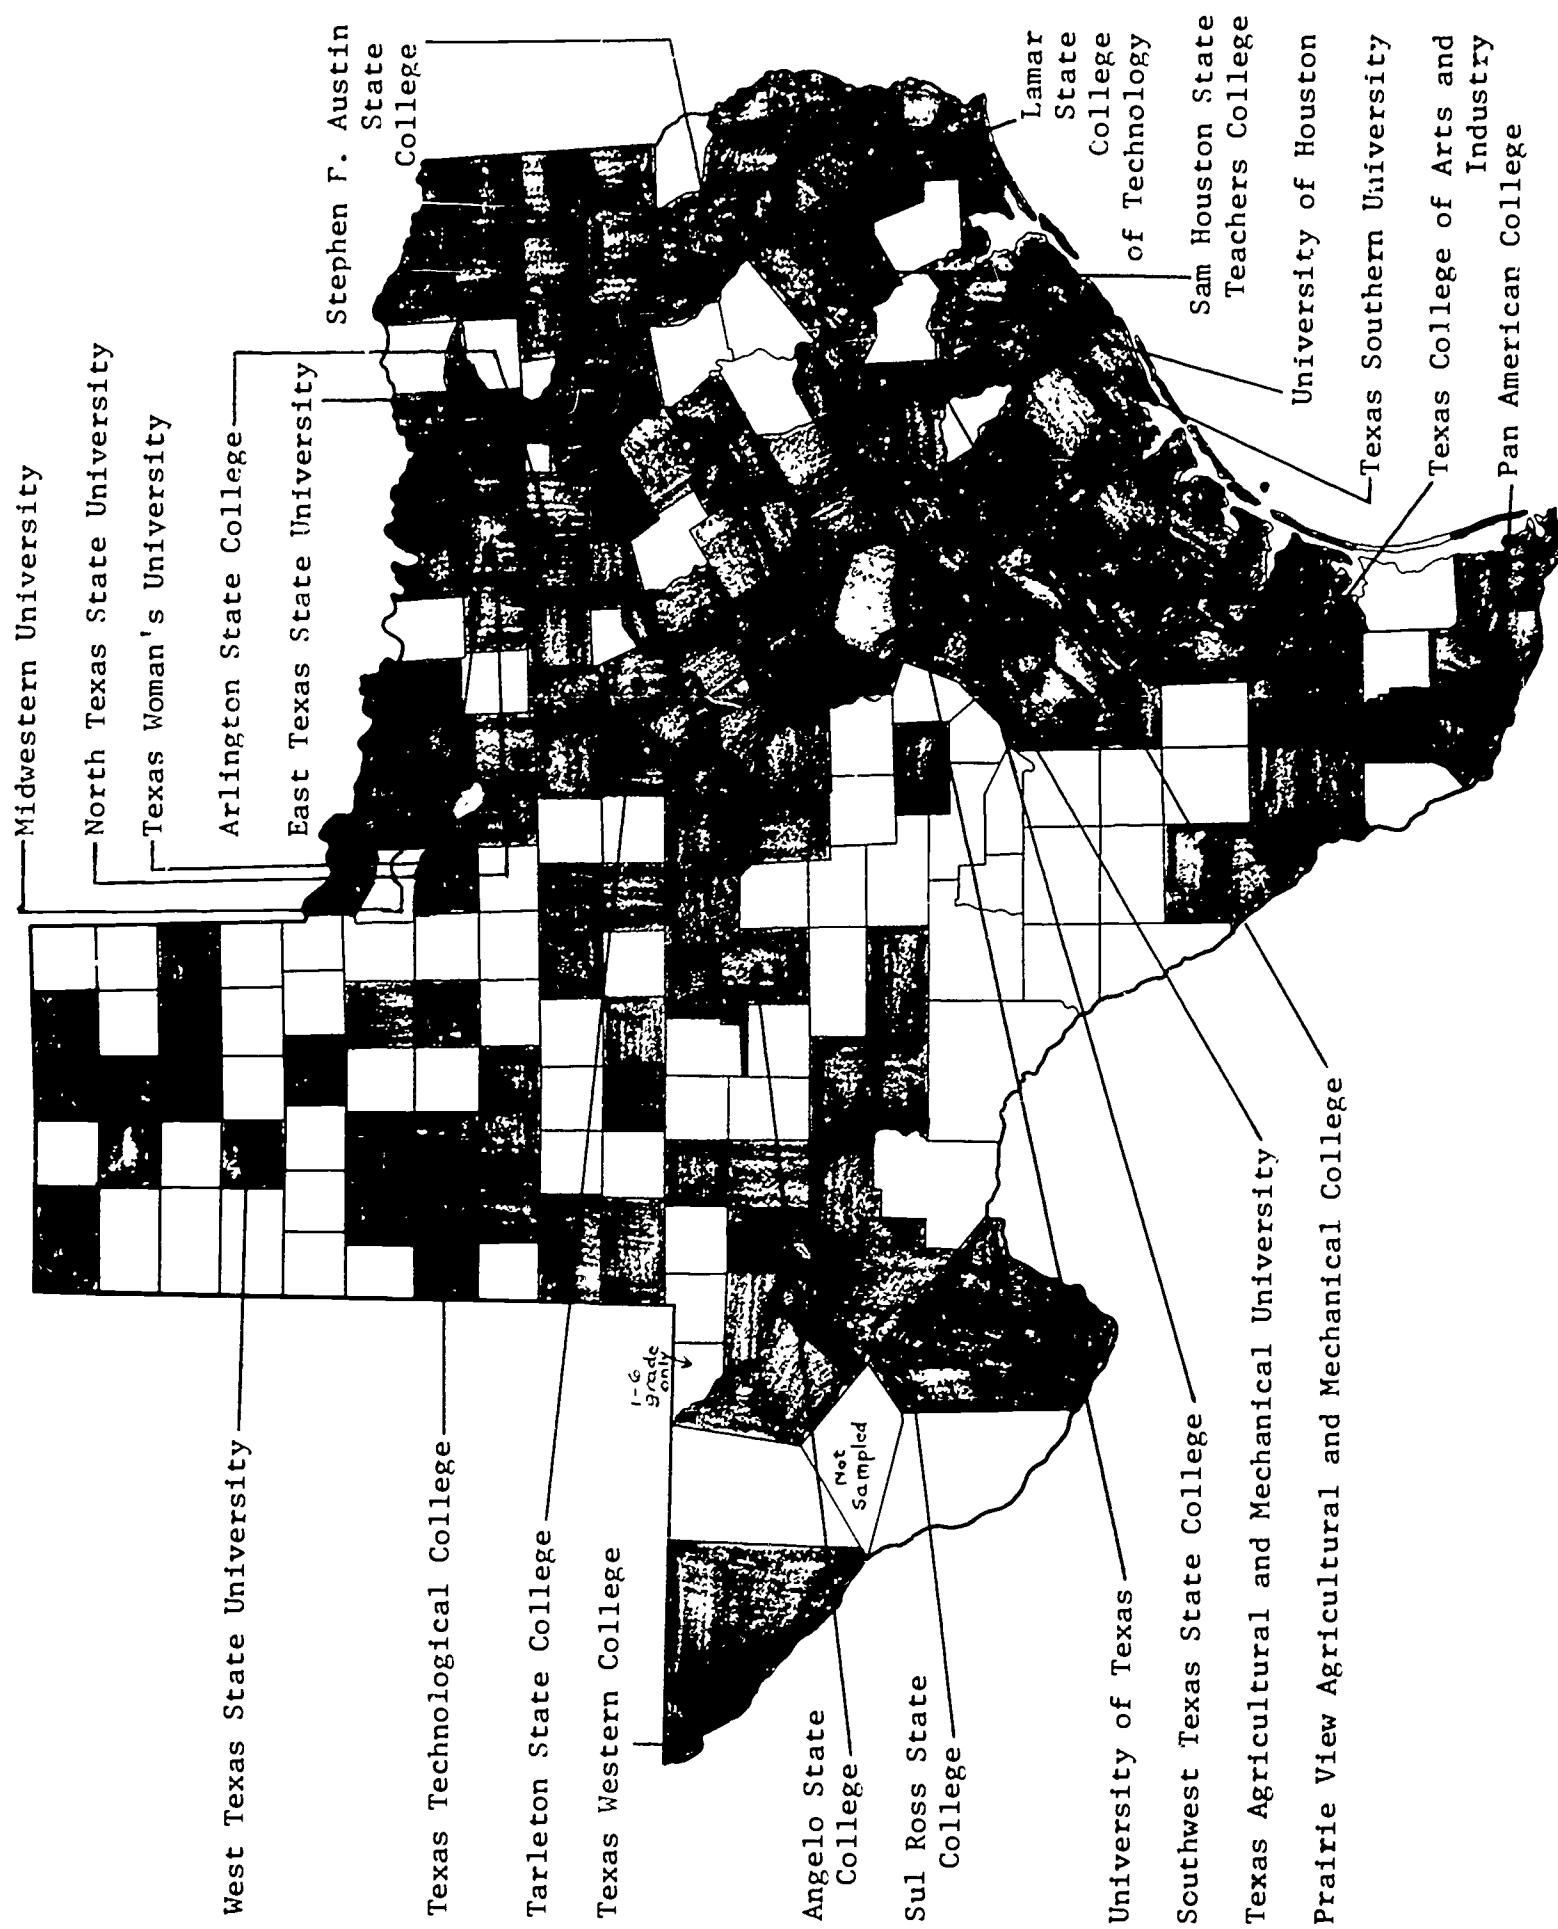 Midwestern University
North Texas State University
Texas Woman's University
Arlington State College
East Texas State University
Stephen F. Austin
State
College
Lamar
State
College
of Technology
Sam Houston State
Teachers College
University of Houston
Texas Southern University
Texas College of Arts and
Industry
Pan American College
West Texas State University
Texas Technological College
Tarleton State College
Texas Western College
Angelo State
College
Sul Ross State
College
University of Texas
Southwest Texas State College
Texas Agricultural and Mechanical University
Prairie View Agricultural and Mechanical College
1-6
grade
only
Not
Sampled